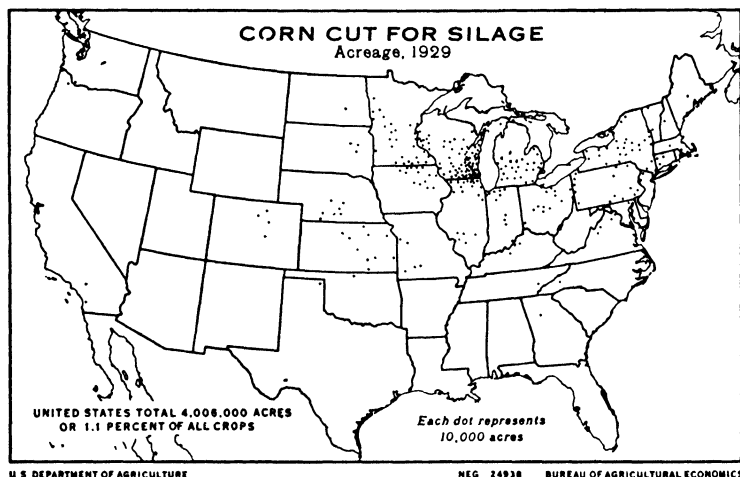 CORN CUT FOR SILAGE
Acreage, 1929
UNITED STATES TOTAL 4,006,000 ACRES
OR 1.1 PERCENT OF ALL CROPS
Each dot represents
10,000 acres
U S DEPARTMENT OF AGRICULTURE
NEG 24938 BUREAU OF AGRICULTURAL ECONOMICS